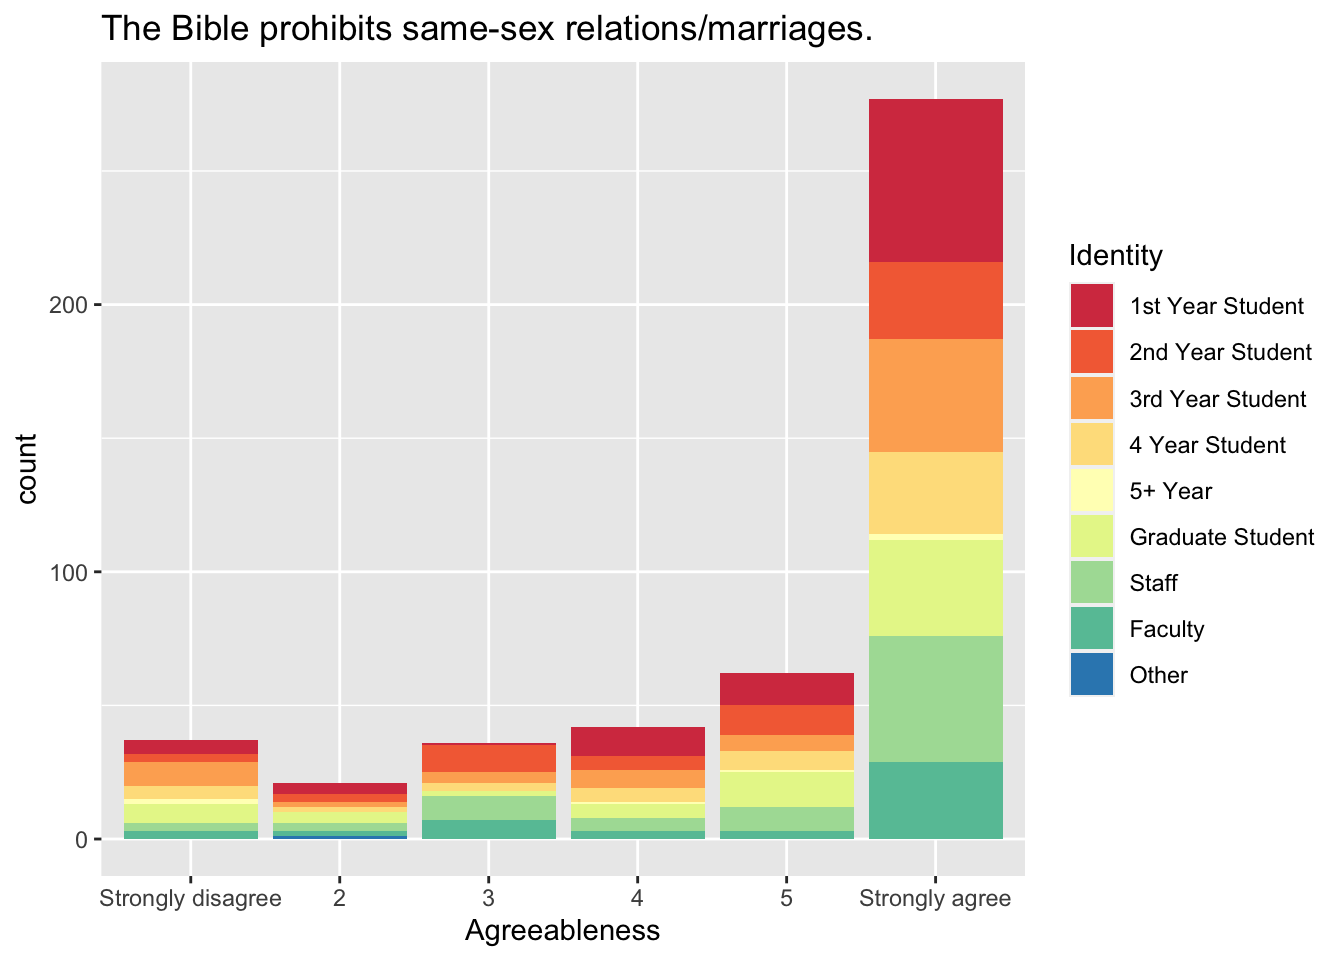 The Bible prohibits same-sex relations/marriages.
count
200
100
0
Strongly disagree 2 3 4 5 Strongly agree
Agreeableness
Identity
1st Year Student
2nd Year Student
3rd Year Student
4 Year Student
5+ Year
Graduate Student
Staff
Faculty
Other